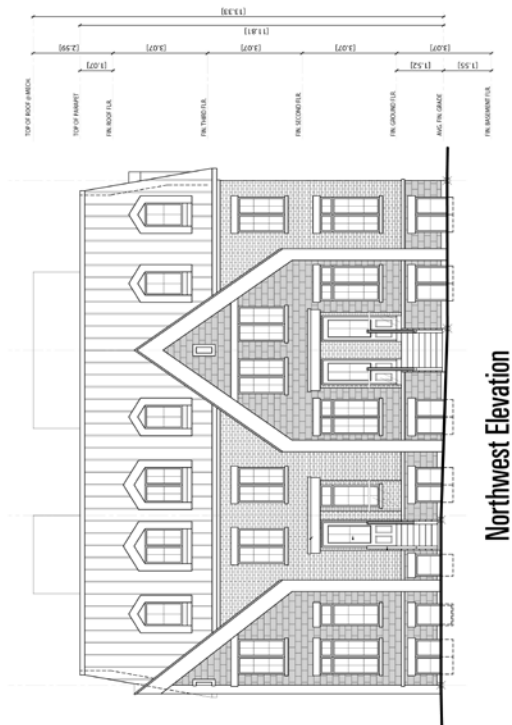 [13.33]
[11.81]
[2.59]
[3.07]
[3.07]
[3.07]
[3.07]
[1.07]
[1.52]
[1.55]
TOP OF ROOF @ MECH.
TOP OF PARAPET
FIN. ROOF FLR.
FIN. THIRD FLR.
FIN. SECOND FLR.
FIN. GROUND FLR.
AVG. FIN. GRADE
FIN. BASEMENT FLR.
Northwest Elevation